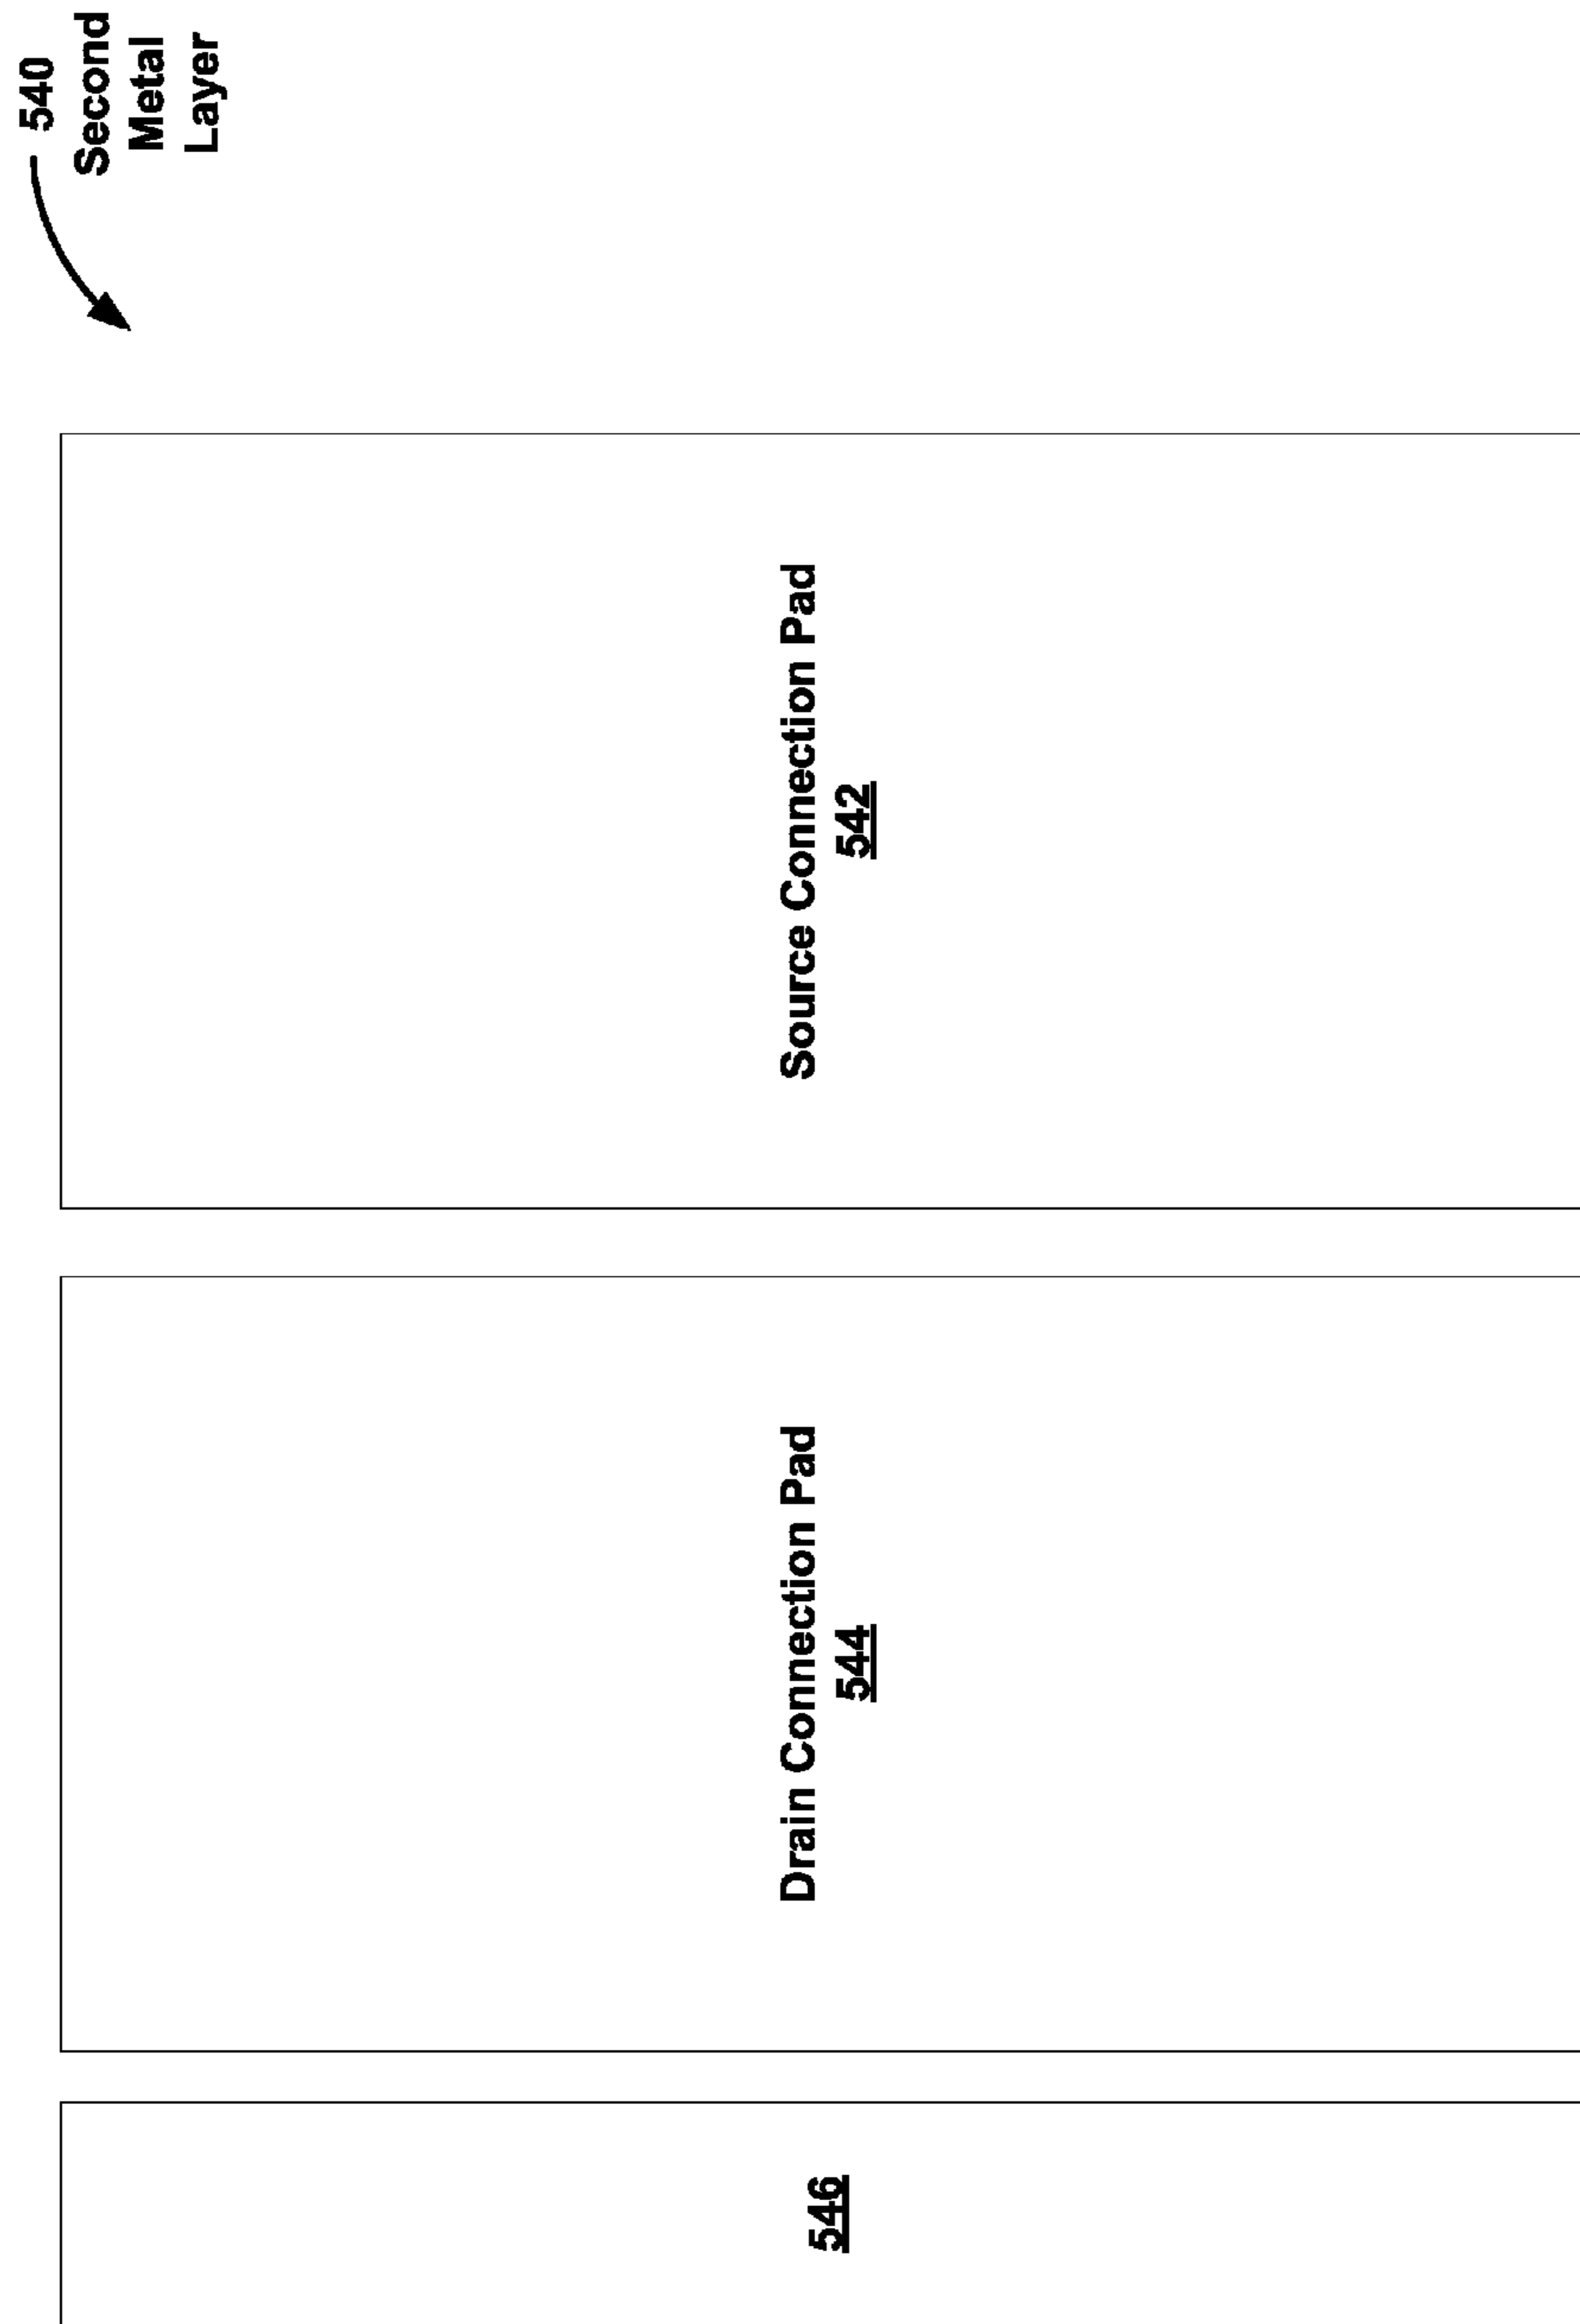 540
Second
Metal
Layer
Source Connection Pad
542
Drain Connection Pad
544
546